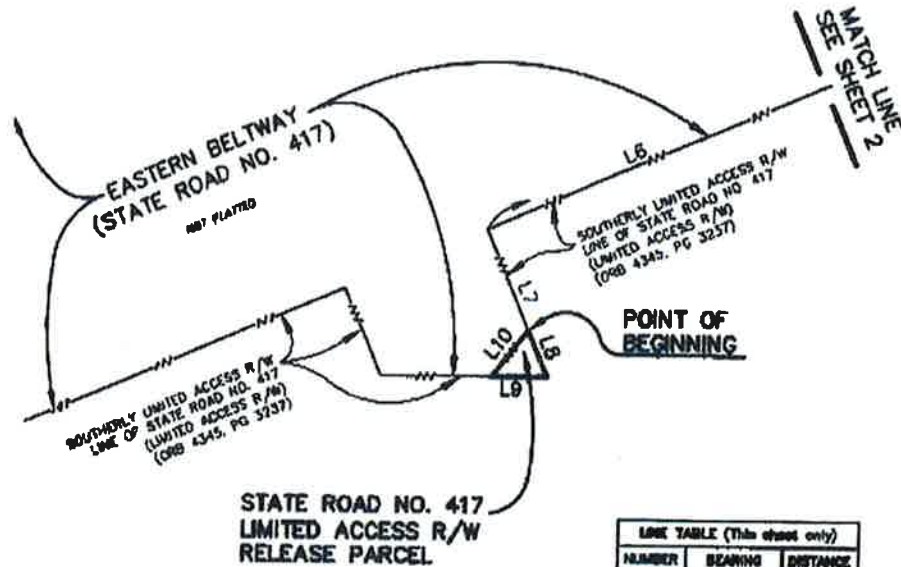 MATCH LINE
SEE SHEET 2
EASTERN BELTWAY
(STATE ROAD NO. 417)
NOT PLATTED
L6
SOUTHERLY LIMITED ACCESS R/W
LINE OF STATE ROAD NO. 417
(LIMITED ACCESS R/W)
(ORB 4345, PG 3237)
L7
POINT OF
BEGINNING
L10
L8
L9
SOUTHERLY LIMITED ACCESS R/W
LINE OF STATE ROAD NO. 417
(LIMITED ACCESS R/W)
(ORB 4345, PG 3237)
STATE ROAD NO. 417
LIMITED ACCESS R/W
RELEASE PARCEL
LINE TABLE (This sheet only)
NUMBER BEARING DISTANCE